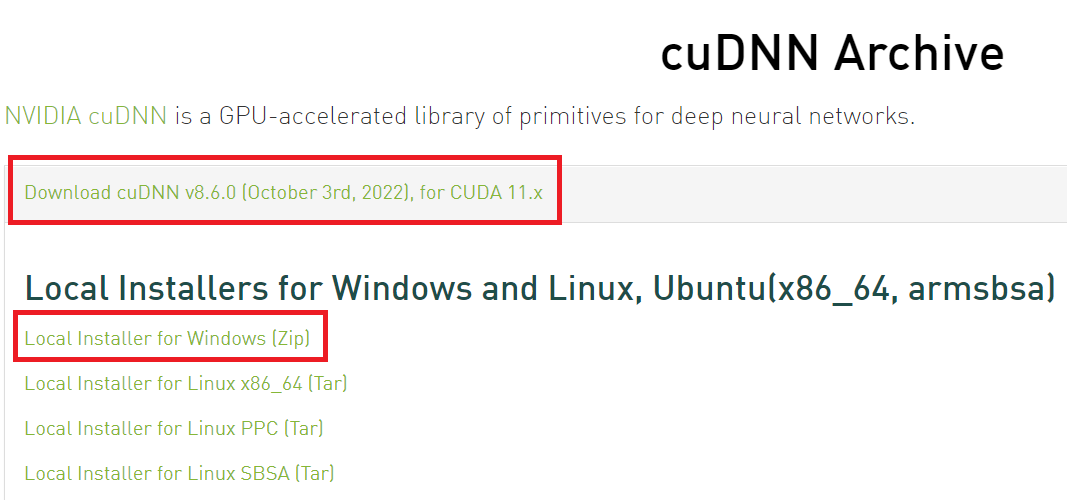 cuDNN Archive
NVIDIA cuDNN is a GPU-accelerated library of primitives for deep neural networks.
Download cuDNN v8.6.0 (October 3rd, 2022), for CUDA 11.x
Local Installers for Windows and Linux, Ubuntu(x86_64, armsbsa)
Local Installer for Windows (Zip)
Local Installer for Linux x86_64 (Tar)
Local Installer for Linux PPC (Tar)
Local Installer for Linux SBSA (Tar)